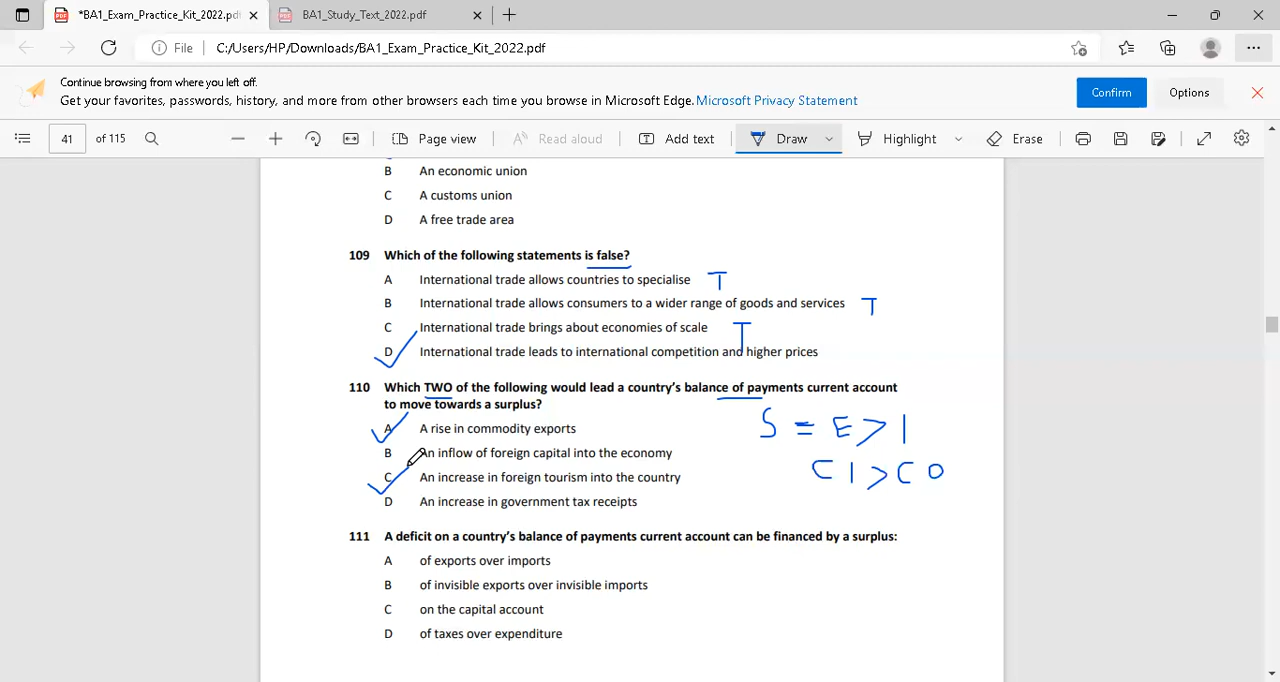 *BA1_Exam_Practice_Kit_2022.pdf
BA1_Study_Text_2022.pdf
File C:/Users/HP/Downloads/BA1_Exam_Practice_Kit_2022.pdf
Continue browsing from where you left off.
Get your favorites, passwords, history, and more from other browsers each time you browse in Microsoft Edge. Microsoft Privacy Statement
Confirm
Options
41 of 115
Page view
Read aloud
Add text
Draw
Highlight
Erase
B An economic union
C A customs union
D A free trade area
109 Which of the following statements is false?
A International trade allows countries to specialise T
B International trade allows consumers to a wider range of goods and services T
C International trade brings about economies of scale T
D International trade leads to international competition and higher prices
110 Which TWO of the following would lead a country's balance of payments current account
to move towards a surplus?
A A rise in commodity exports
B An inflow of foreign capital into the economy
C An increase in foreign tourism into the country
D An increase in government tax receipts
S = E > I
C I > C O
111 A deficit on a country's balance of payments current account can be financed by a surplus:
A of exports over imports
B of invisible exports over invisible imports
C on the capital account
D of taxes over expenditure